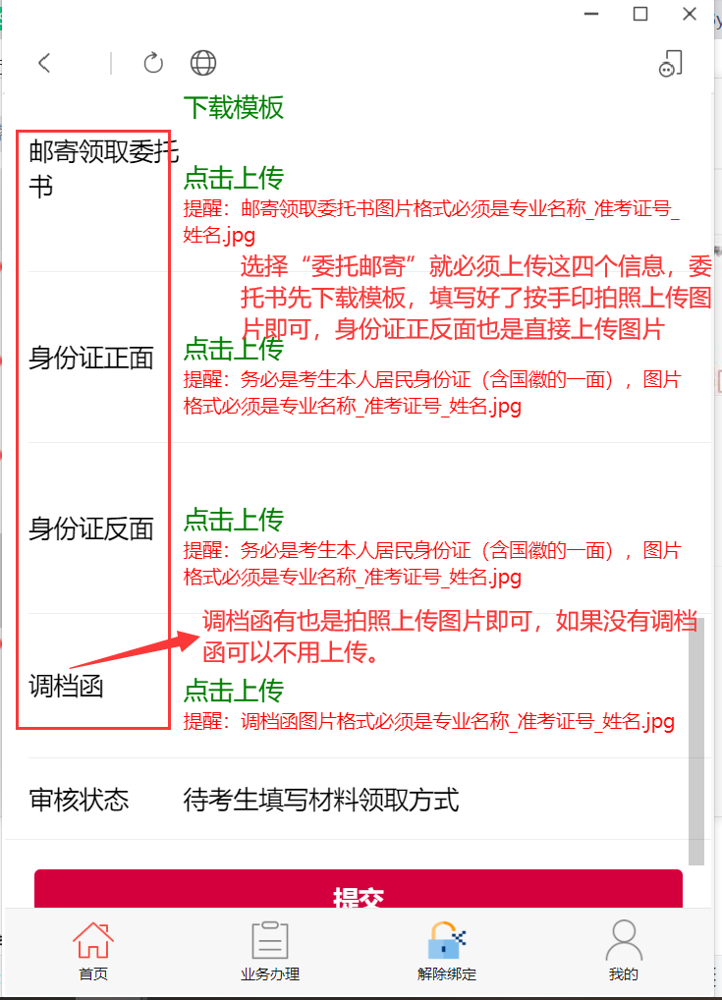 下载模板
邮寄领取委托
书
点击上传
提醒：邮寄领取委托书图片格式必须是专业名称_准考证号_
姓名.jpg
选择“委托邮寄”就必须上传这四个信息，委
托书先下载模板，填写好了按手印拍照上传图
片即可，身份证正反面也是直接上传图片
身份证正面
点击上传
提醒：务必是考生本人居民身份证（含国徽的一面），图片
格式必须是专业名称_准考证号_姓名.jpg
身份证反面
点击上传
提醒：务必是考生本人居民身份证（含国徽的一面），图片
格式必须是专业名称_准考证号_姓名.jpg
调档函有也是拍照上传图片即可，如果没有调档
函可以不用上传。
调档函
点击上传
提醒：调档函图片格式必须是专业名称_准考证号_姓名.jpg
审核状态 待考生填写材料领取方式
提交
首页 业务办理 解除绑定 我的